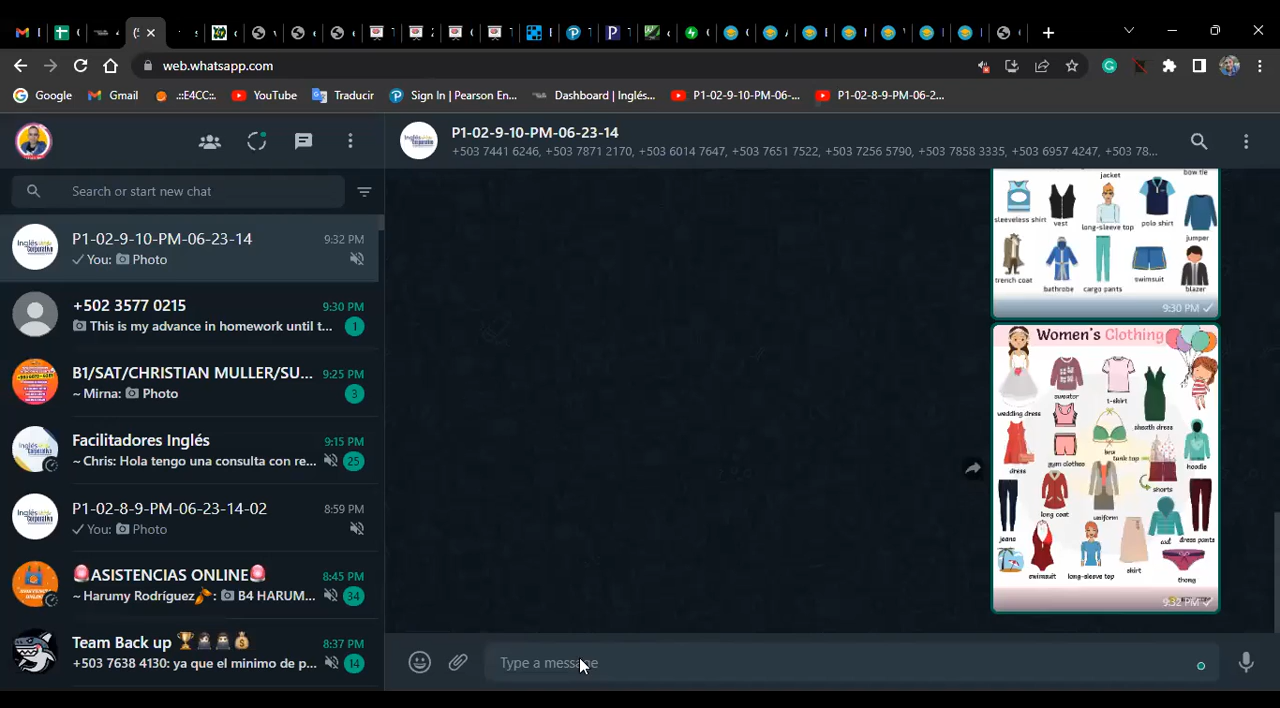 web.whatsapp.com
Google
Gmail
.::E4CC::.
YouTube
Traducir
Sign In | Pearson En...
Dashboard | Inglés...
P1-02-9-10-PM-06-...
P1-02-8-9-PM-06-2...
Search or start new chat
P1-02-9-10-PM-06-23-14
9:32 PM
You: Photo
+502 3577 0215
9:30 PM
This is my advance in homework until t...
1
B1/SAT/CHRISTIAN MULLER/SU...
9:25 PM
~ Mirna Photo
3
Facilitadores Inglés
9:15 PM
~ Chris: Hola tengo una consulta con re...
25
P1-02-8-9-PM-06-23-14-02
8:59 PM
You: Photo
🚨ASISTENCIAS ONLINE🚨
8:45 PM
~ Harumy Rodríguez🍂: B4 HARUM...
34
Team Back up 🏆
8:37 PM
+503 7638 4130: ya que el minimo de p...
14
P1-02-9-10-PM-06-23-14
+503 7441 6246, +503 7871 2170, +503 6014 7647, +503 7651 7522, +503 7256 5790, +503 7858 3335, +503 6957 4247, +503 78...
jacket
bow tie
sleeveless shirt
vest
long-sleeve top
polo shirt
jumper
trench coat
bathrobe
cargo pants
swimsuit
blazer
9:30 PM
Women's Clothing
wedding dress
sweater
t-shirt
sheath dress
dress
gym clothes
bra
tank top
shorts
hoodie
jeans
long coat
uniform
coat
dress pants
swimsuit
long-sleeve top
skirt
thong
9:32 PM
Type a message